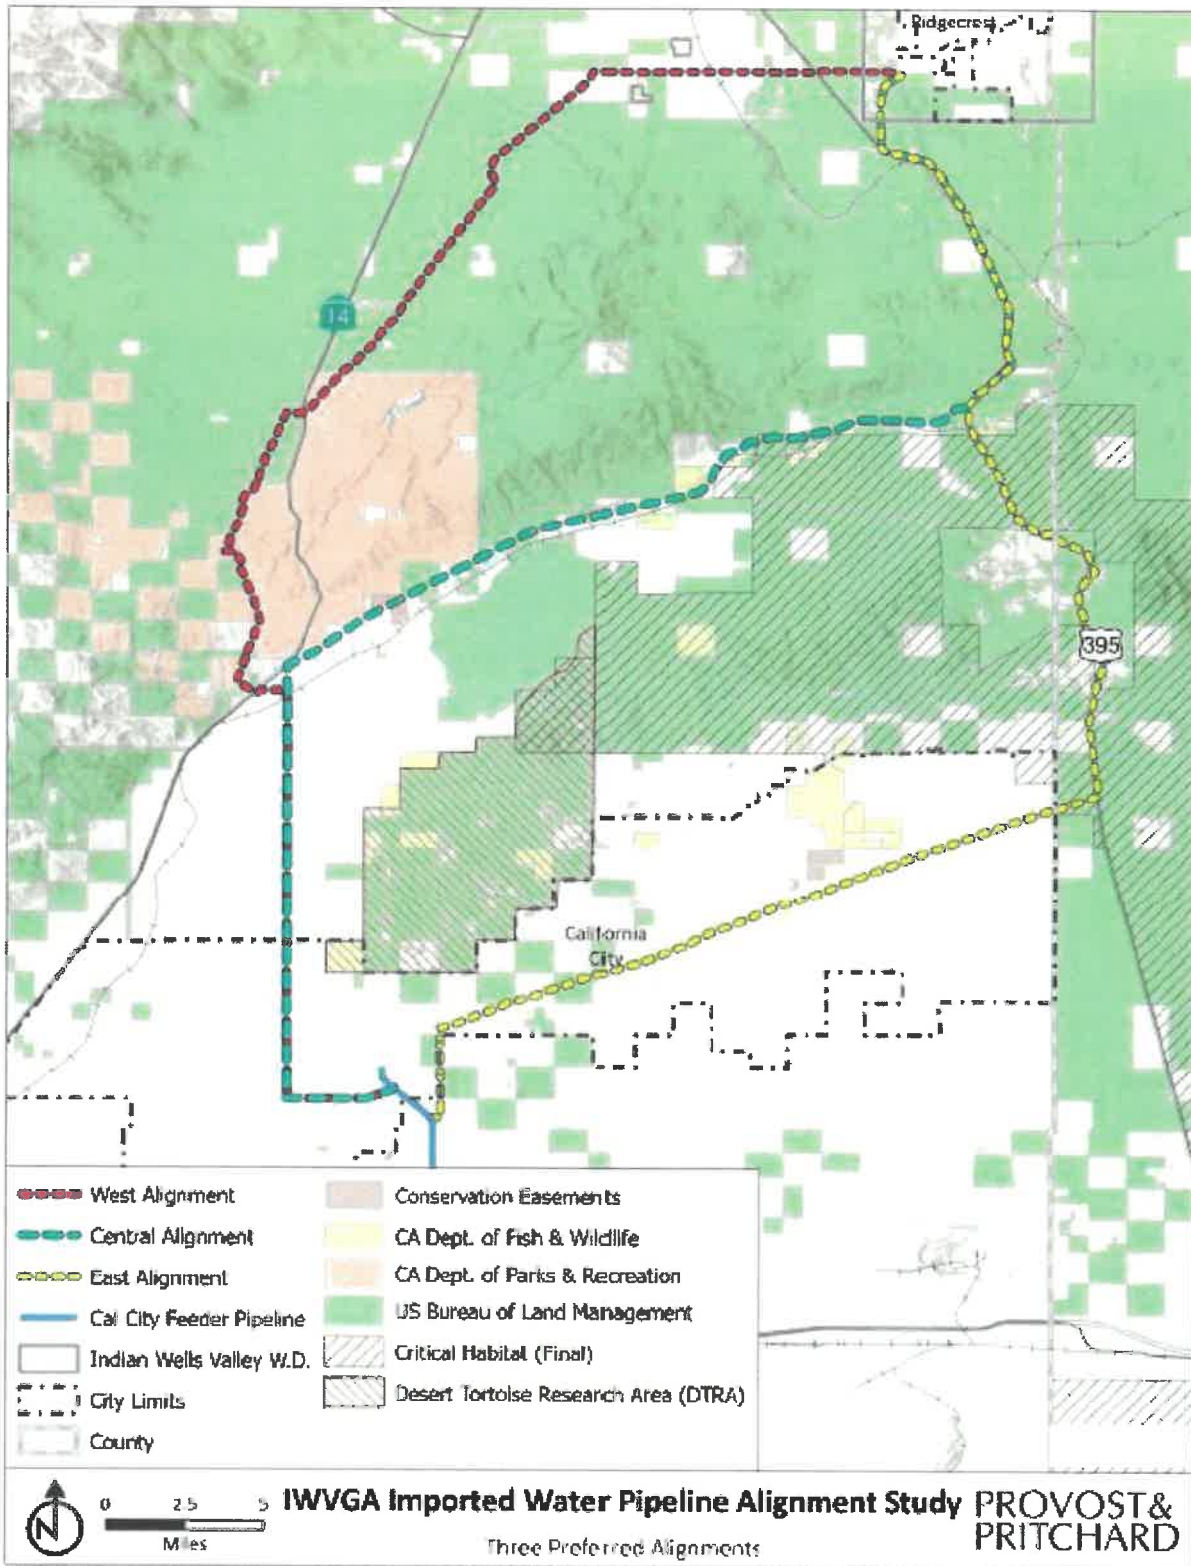 Ridgecrest
14
395
California
City
West Alignment
Central Alignment
East Alignment
Cal City Feeder Pipeline
Indian Wells Valley W.D.
City Limits
County
Conservation Easements
CA Dept. of Fish & Wildlife
CA Dept. of Parks & Recreation
US Bureau of Land Management
Critical Habitat (Final)
Desert Tortoise Research Area (DTRA)
N
0 2.5 5
Miles
IWVGA Imported Water Pipeline Alignment Study
Three Preferred Alignments
PROVOST&
PRITCHARD